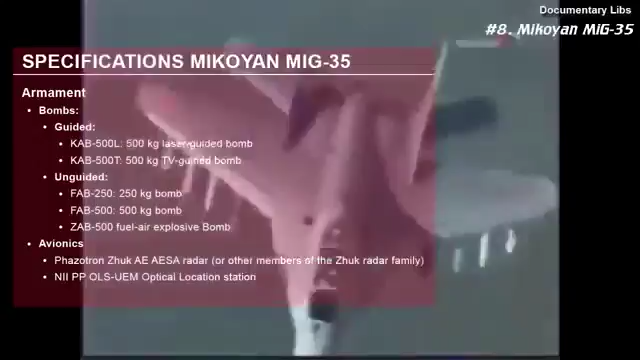 Documentary Libs
#8. Mikoyan MiG-35
SPECIFICATIONS MIKOYAN MIG-35
Armament
• Bombs:
• Guided:
• KAB-500L: 500 kg laser-guided bomb
• KAB-500T: 500 kg TV-guided bomb
• Unguided:
• FAB-250: 250 kg bomb
• FAB-500: 500 kg bomb
• ZAB-500 fuel-air explosive Bomb
• Avionics
• Phazotron Zhuk AE AESA radar (or other members of the Zhuk radar family)
• NII PP OLS-UEM Optical Location station